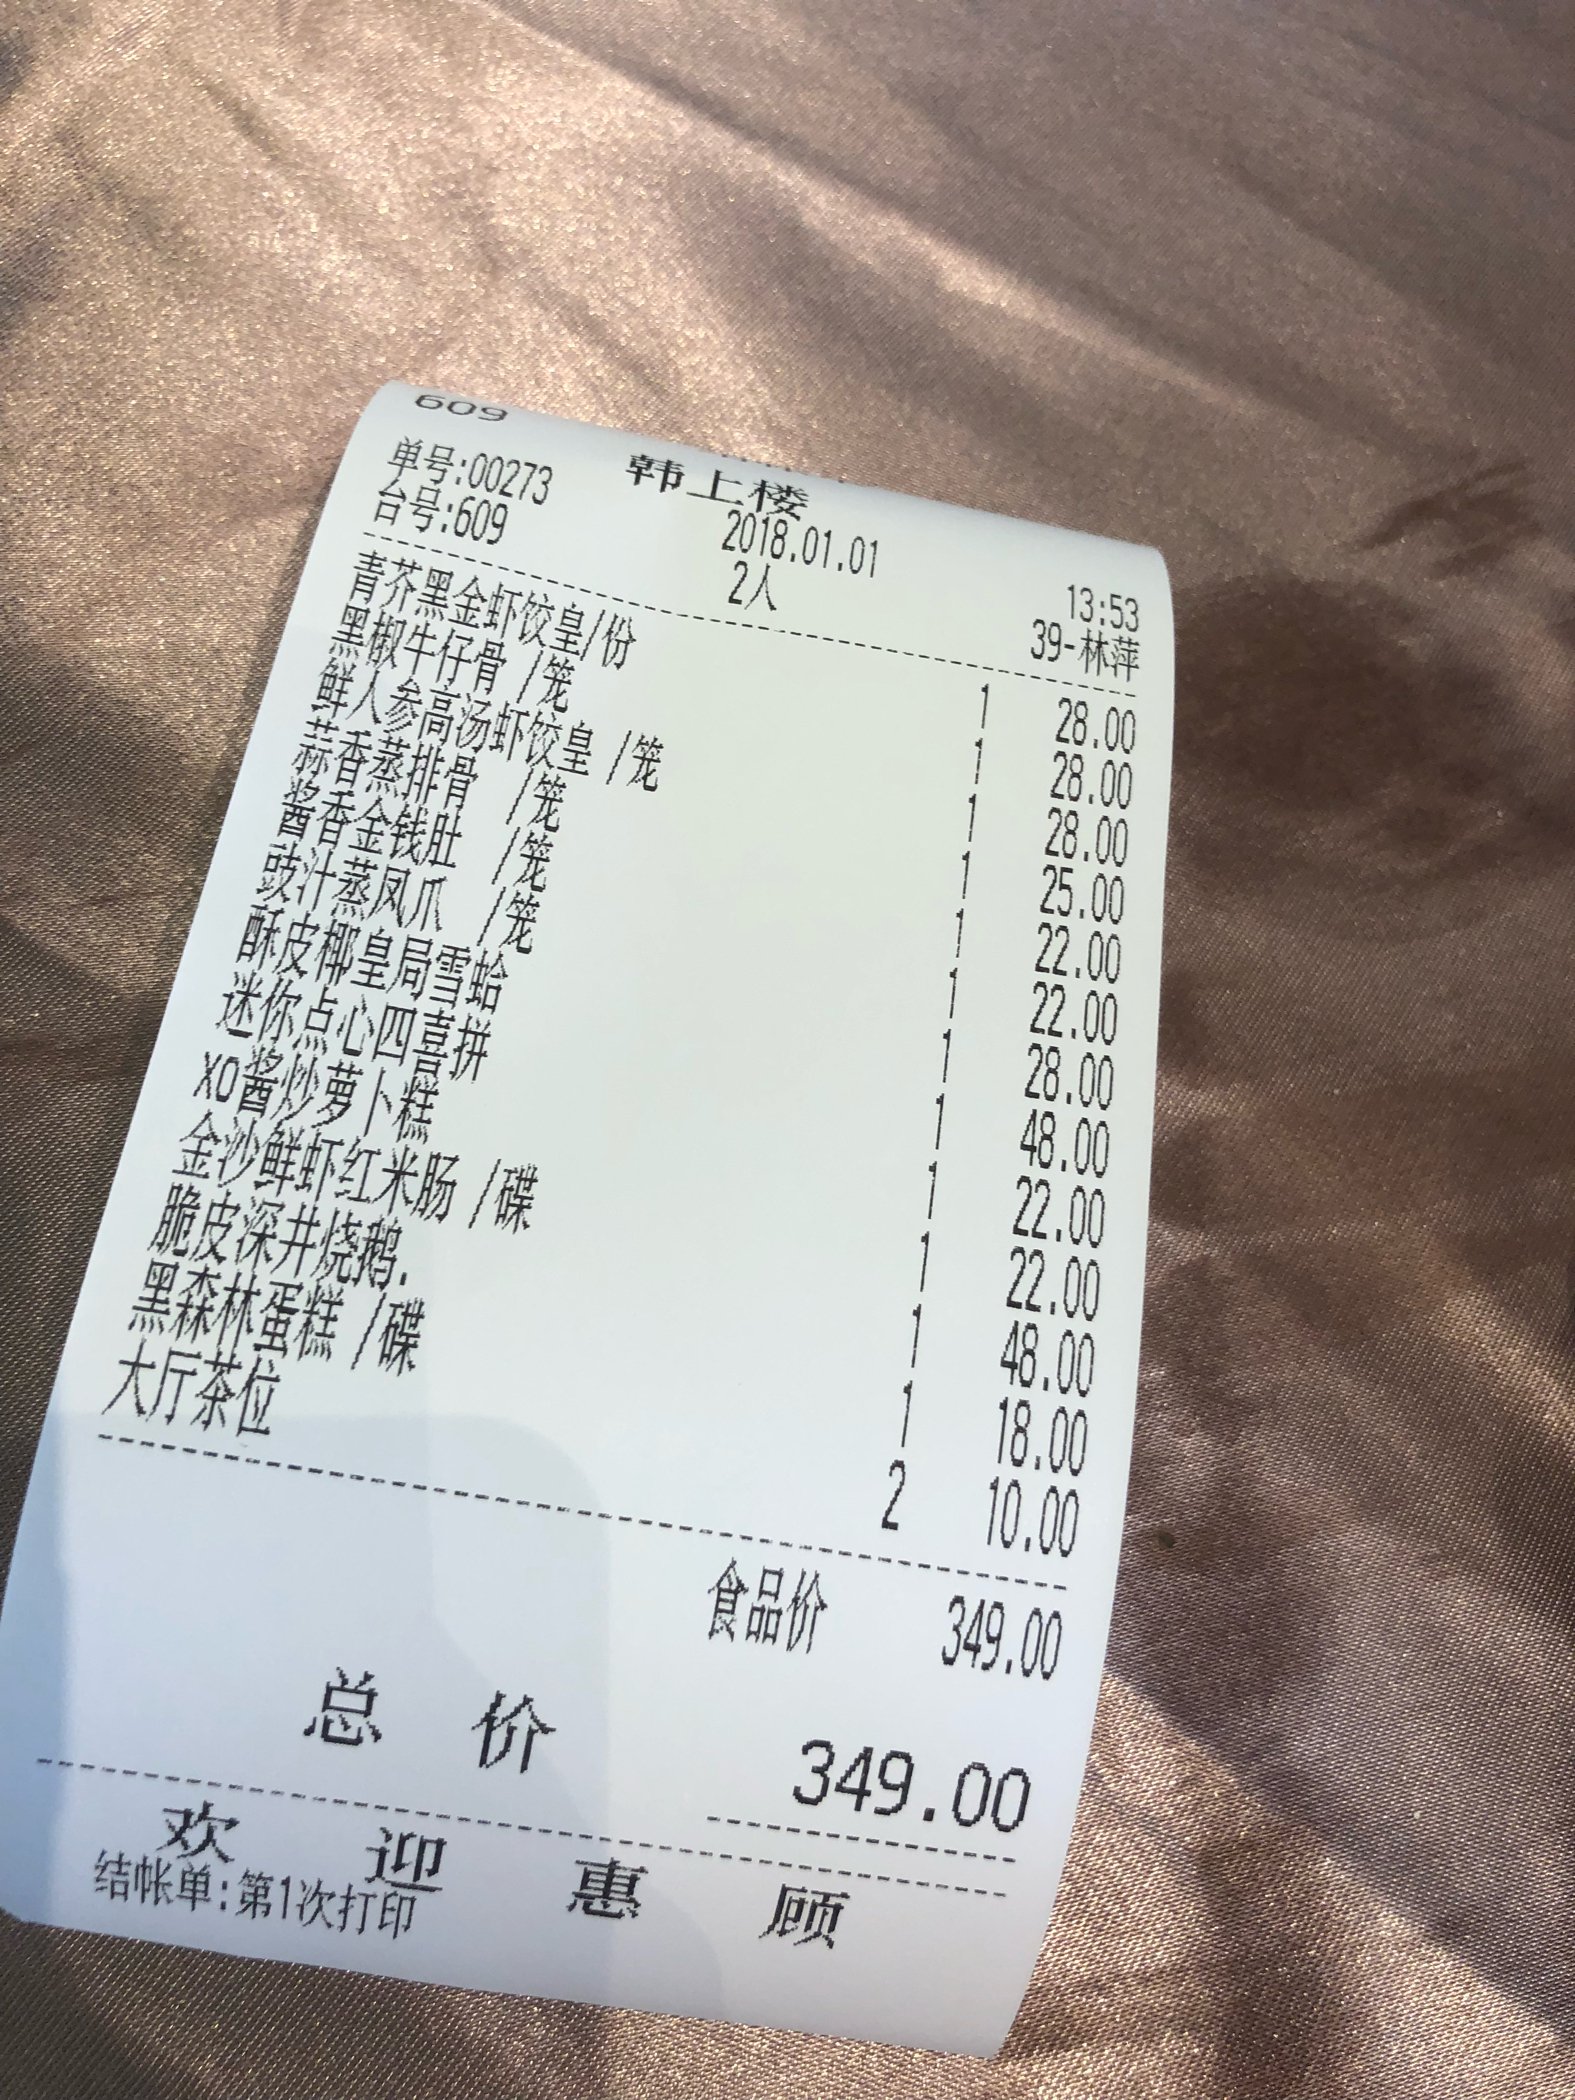 609
韩上楼
单号:00273 2018.01.01 13:53
台号:609 2人 39-林萍
青芥黑金虾饺皇/份 1 28.00
黑椒牛仔骨 /笼 1 28.00
鲜人参高汤虾饺皇 /笼 1 28.00
蒜香蒸排骨 /笼 1 25.00
酱香金钱肚 /笼 1 22.00
豉汁蒸凤爪 /笼 1 22.00
酥皮椰皇局雪蛤 1 28.00
迷你点心四喜拼 1 48.00
XO酱炒萝卜糕 1 22.00
金沙鲜虾红米肠 /碟 1 22.00
脆皮深井烧鹅. 1 48.00
黑森林蛋糕 /碟 1 18.00
大厅茶位 2 10.00
食品价 349.00
总 价 349.00
欢 迎 惠 顾
结帐单:第1次打印